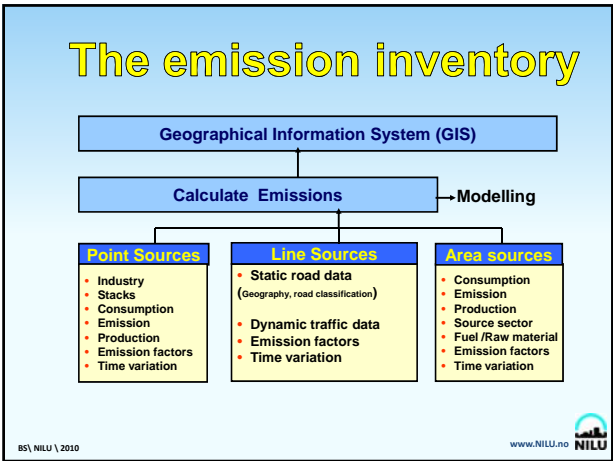 The emission inventory
Geographical Information System (GIS)
Calculate Emissions
Modelling
Point Sources
• Industry
• Stacks
• Consumption
• Emission
• Production
• Emission factors
• Time variation
Line Sources
• Static road data
(Geography, road classification)
• Dynamic traffic data
• Emission factors
• Time variation
Area sources
• Consumption
• Emission
• Production
• Source sector
• Fuel /Raw material
• Emission factors
• Time variation
BS\ NILU \ 2010
www.NILU.no
NILU